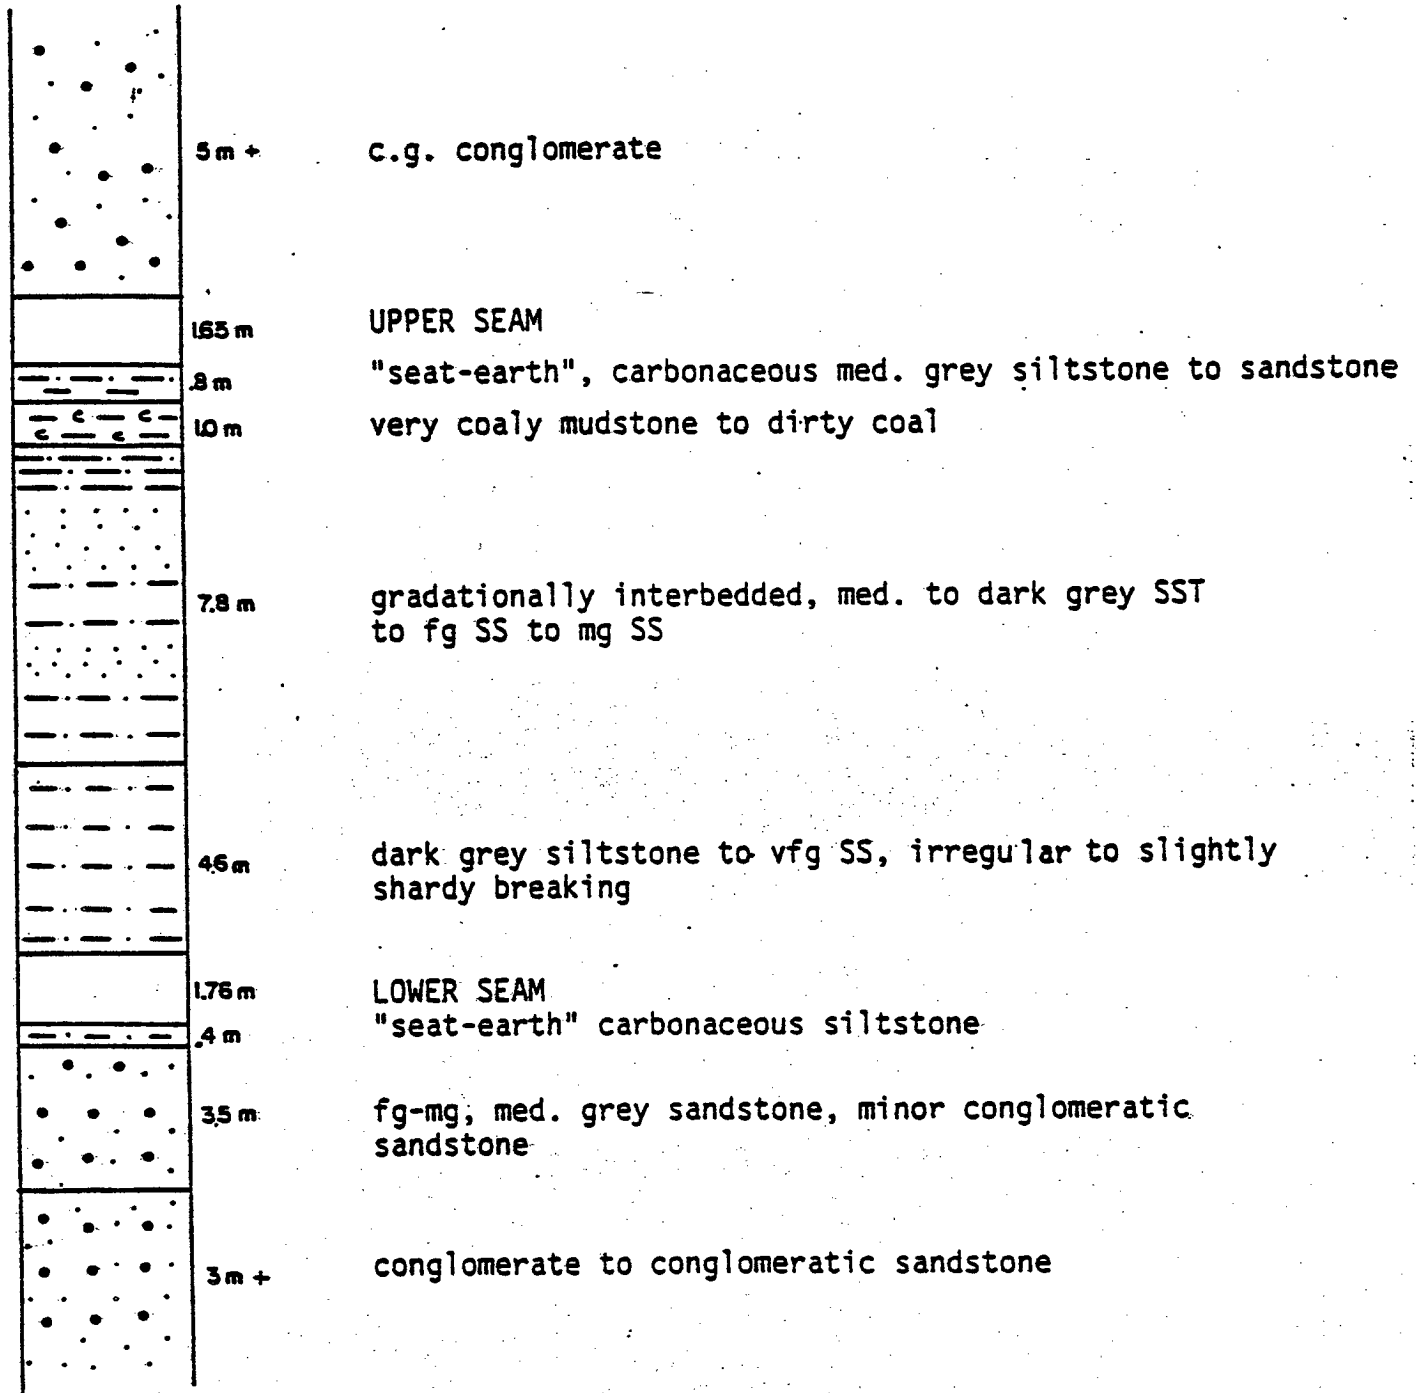 5 m + c.g. conglomerate
1.65 m UPPER SEAM
.8 m "seat-earth", carbonaceous med. grey siltstone to sandstone
1.0 m very coaly mudstone to dirty coal
7.8 m gradationally interbedded, med. to dark grey SST
to fg SS to mg SS
4.6 m dark grey siltstone to vfg SS, irregular to slightly
shardy breaking
1.76 m LOWER SEAM
.4 m "seat-earth" carbonaceous siltstone
3.5 m fg-mg, med. grey sandstone, minor conglomeratic
sandstone
3 m + conglomerate to conglomeratic sandstone